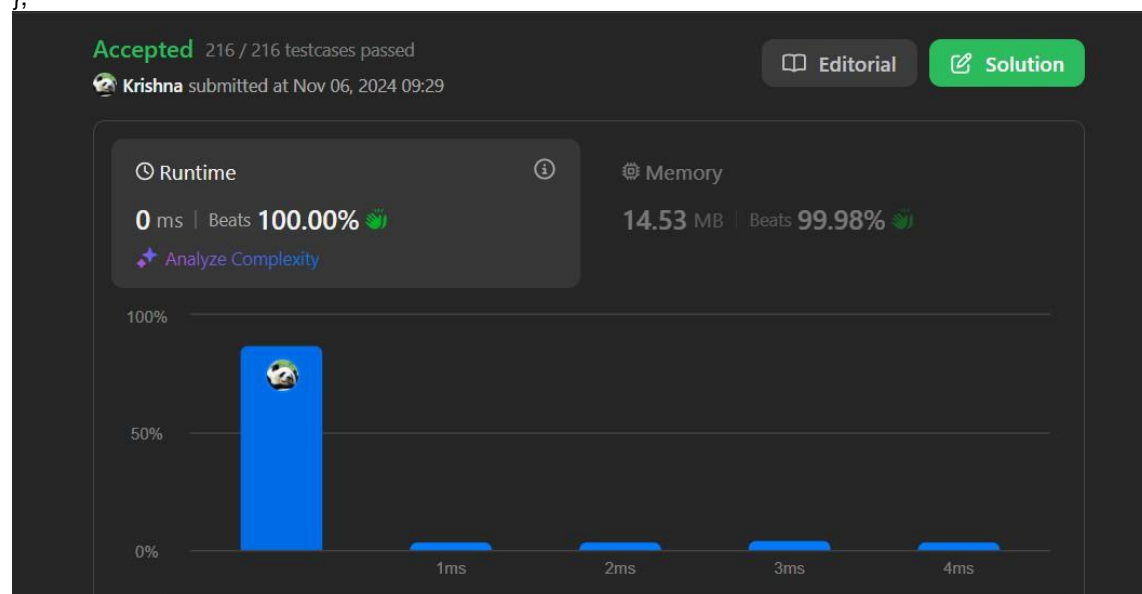 };
Accepted 216 / 216 testcases passed
Editorial
Solution
Krishna submitted at Nov 06, 2024 09:29
Runtime
0 ms | Beats 100.00%
Analyze Complexity
Memory
14.53 MB | Beats 99.98%
100%
50%
0%
1ms 2ms 3ms 4ms